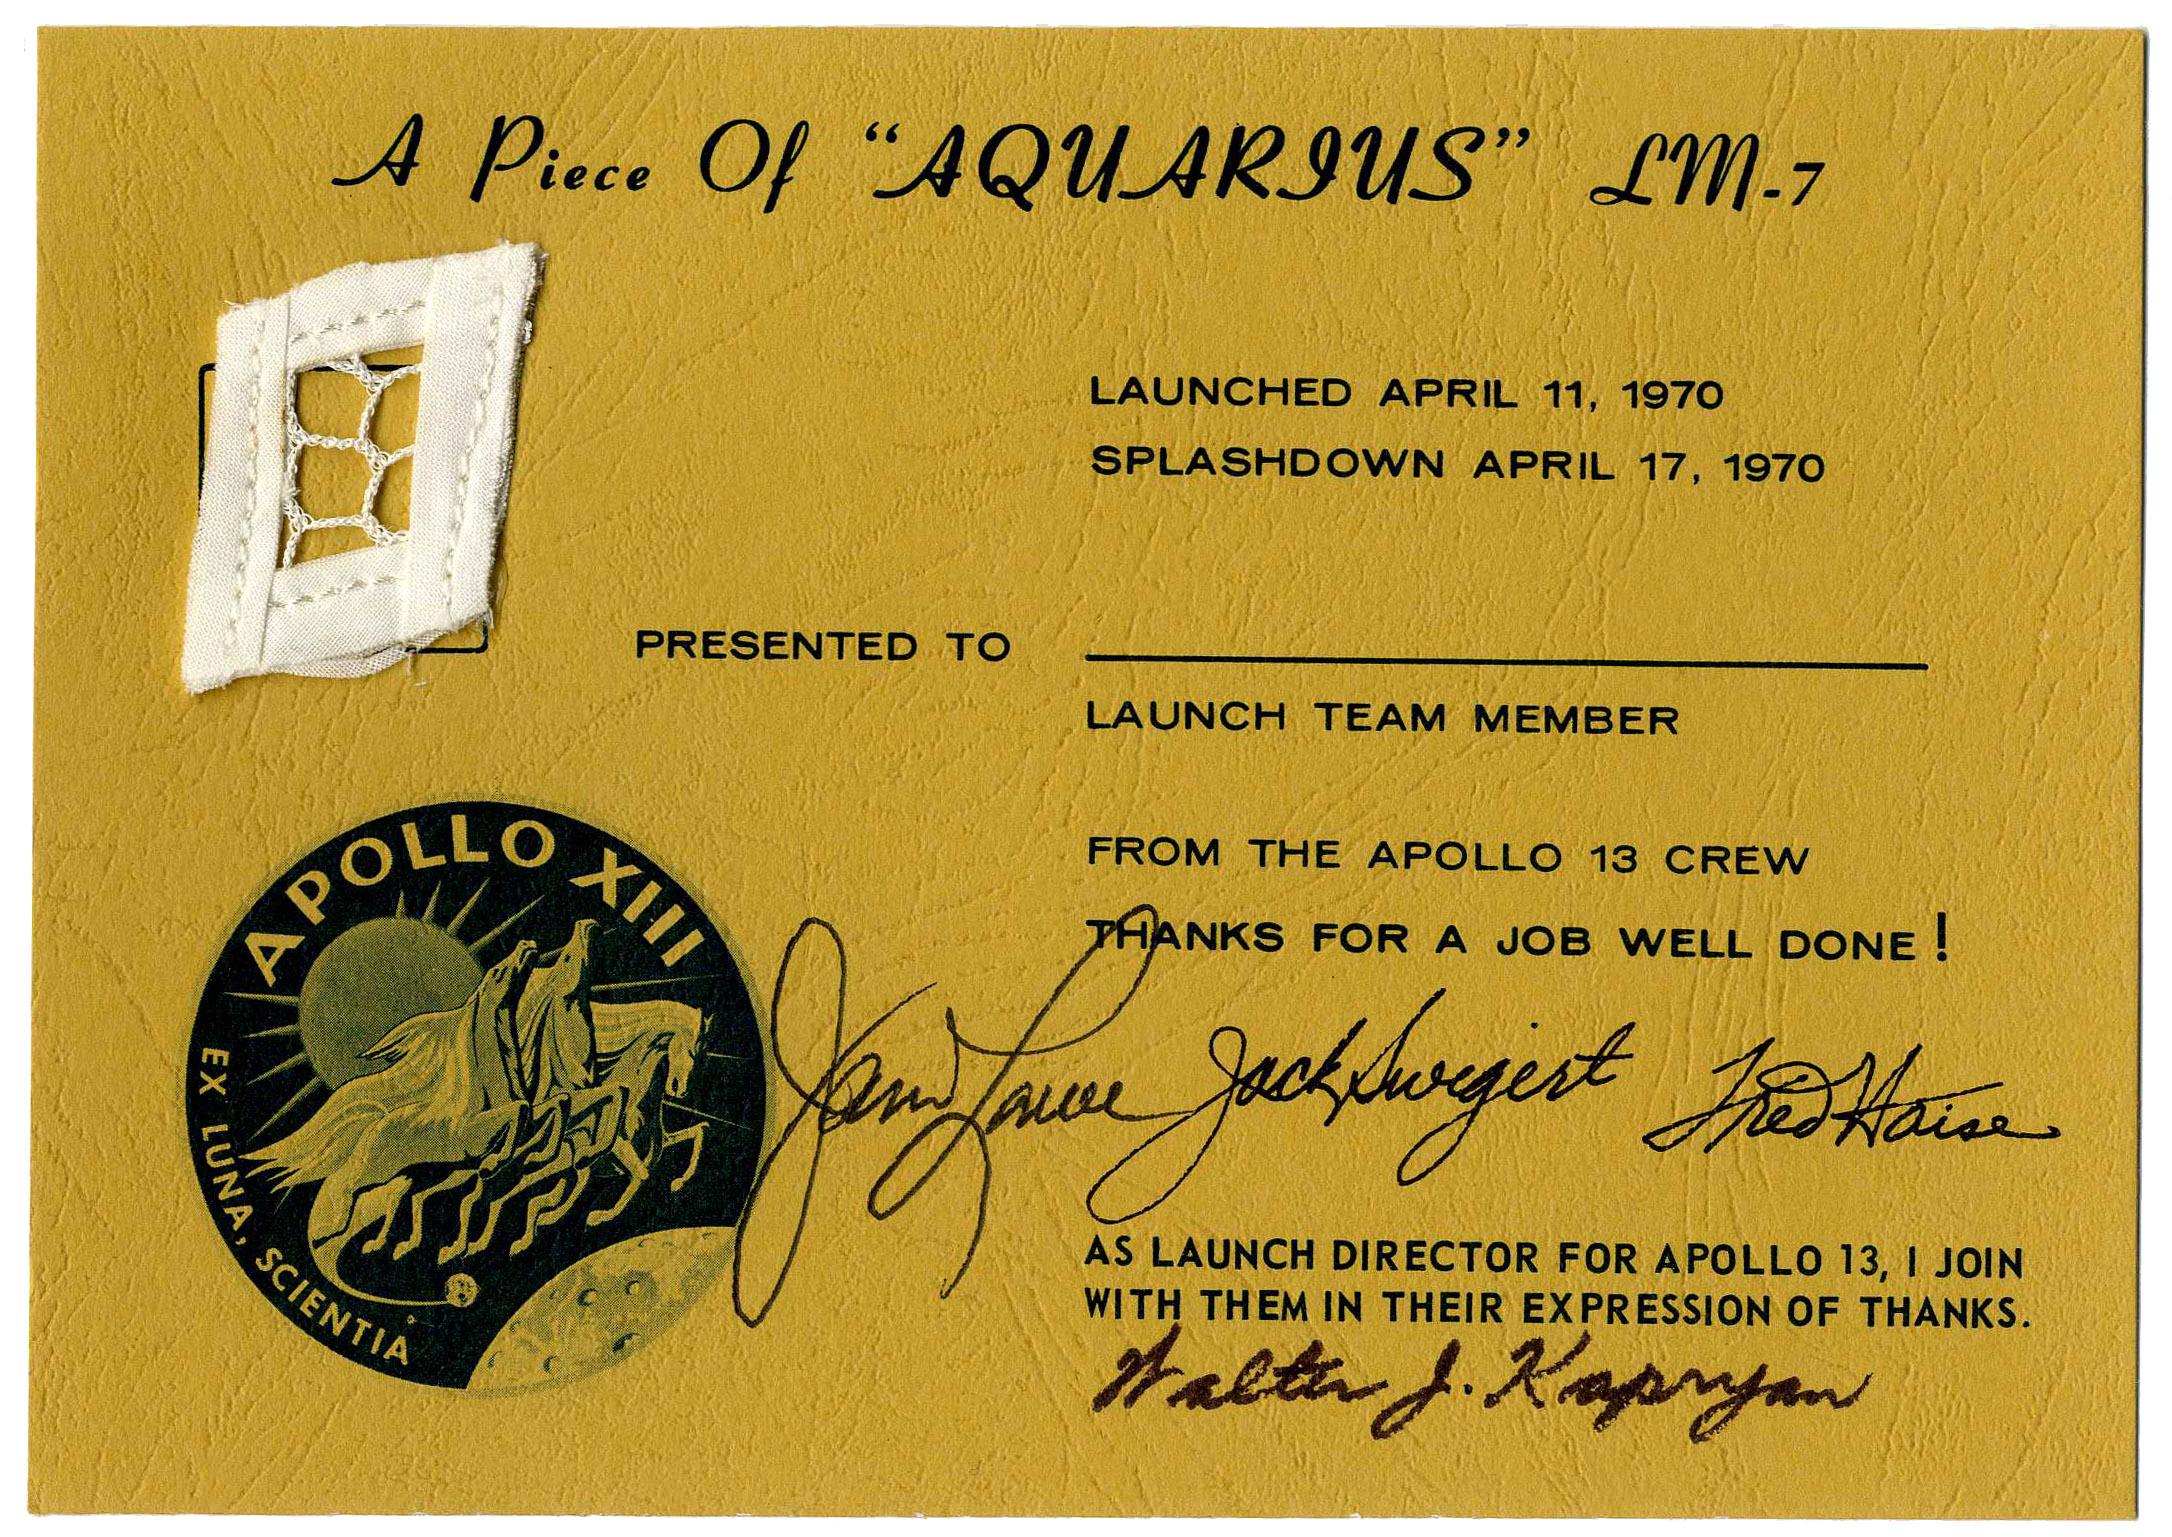 A Piece Of “AQUARIUS” LM-7
LAUNCHED APRIL 11, 1970
SPLASHDOWN APRIL 17, 1970
PRESENTED TO
LAUNCH TEAM MEMBER
FROM THE APOLLO 13 CREW
THANKS FOR A JOB WELL DONE!
APOLLO XIII
EX LUNA, SCIENTIA
James Lovell Jack Swigert Fred Haise
AS LAUNCH DIRECTOR FOR APOLLO 13, I JOIN
WITH THEM IN THEIR EXPRESSION OF THANKS.
Walter J. Kapryan